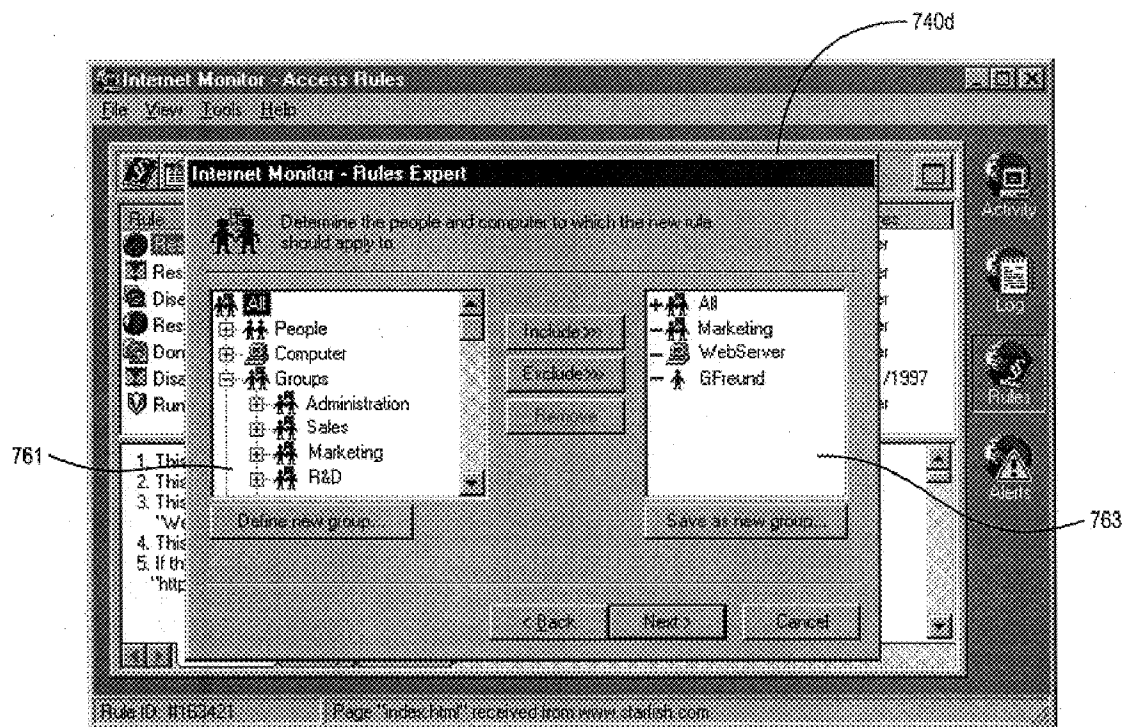 740d
Internet Monitor - Access Rules
File View Tools Help
Internet Monitor - Rules Expert
Determine the people and computer to which the new rule
should apply to
Rule
Res
Dise
Res
Don
Disa
Run
/1997
All
People
Computer
Groups
Administration
Sales
Marketing
R&D
Include >>
Exclude >>
Remove
All
Marketing
WebServer
GFreund
Define new group...
Save as new group...
1. This
2. This
3. This
"We
4. This
5. If th
"http
< Back
Next >
Cancel
Activity
Log
Rules
Alerts
761
763
Rule ID: #163421
Page "index.htm" received from www.starfish.com